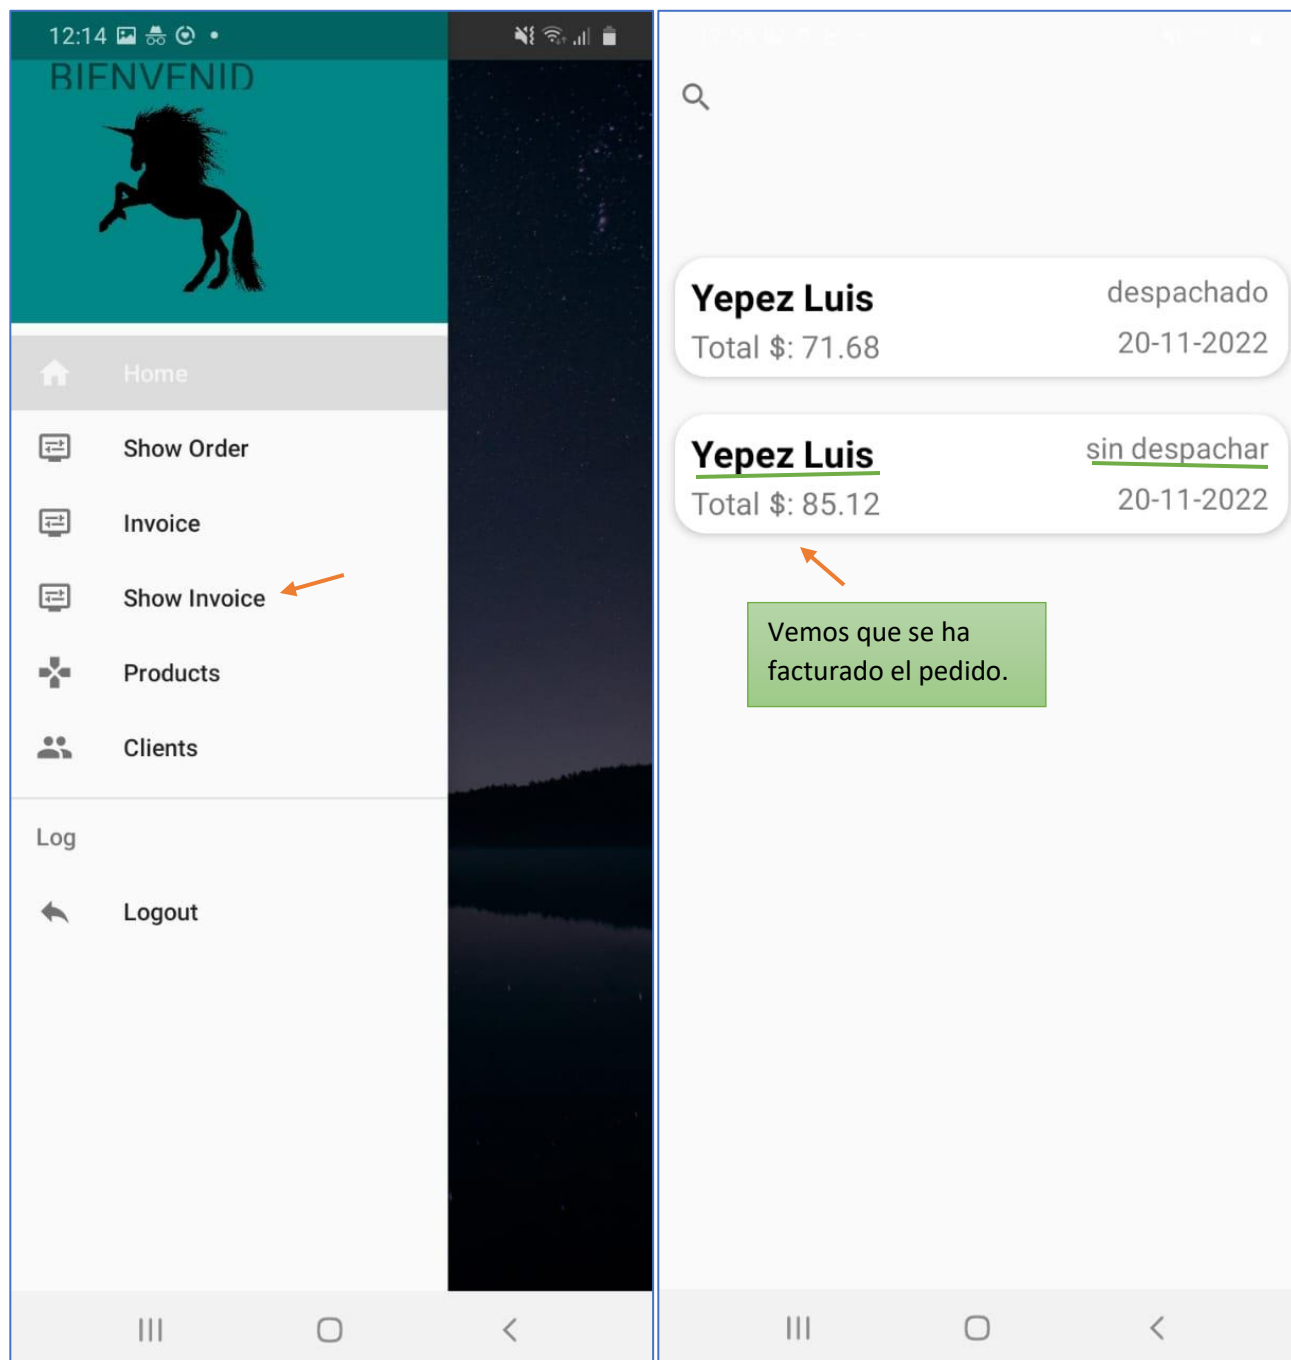 12:14
BIENVENID
Home
Show Order
Invoice
Show Invoice
Products
Clients
Log
Logout
Yepez Luis
despachado
Total $: 71.68
20-11-2022
Yepez Luis
sin despachar
Total $: 85.12
20-11-2022
Vemos que se ha
facturado el pedido.